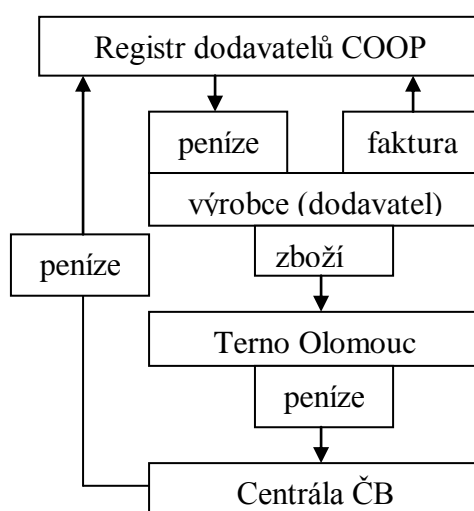 Registr dodavatelů COOP
peníze
faktura
výrobce (dodavatel)
peníze
zboží
Terno Olomouc
peníze
Centrála ČB